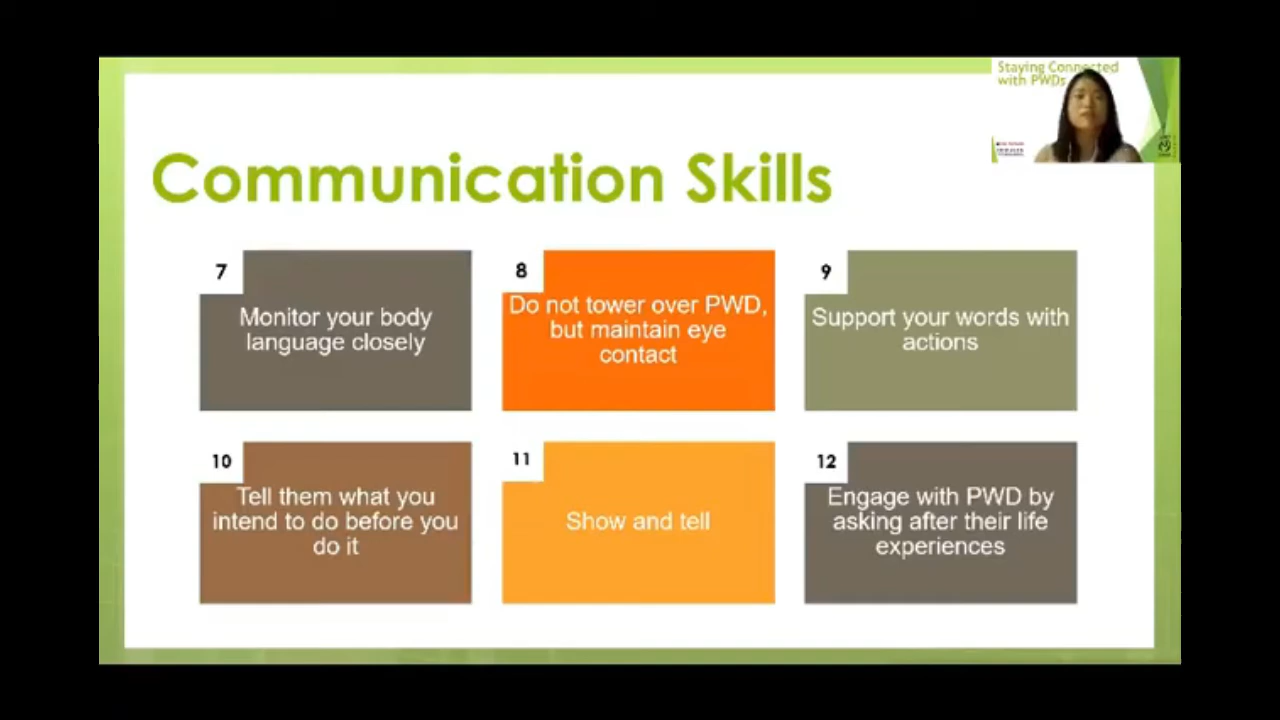 Staying Connected
with PWDs
Communication Skills
7
Monitor your body
language closely
8
Do not tower over PWD,
but maintain eye
contact
9
Support your words with
actions
10
Tell them what you
intend to do before you
do it
11
Show and tell
12
Engage with PWD by
asking after their life
experiences